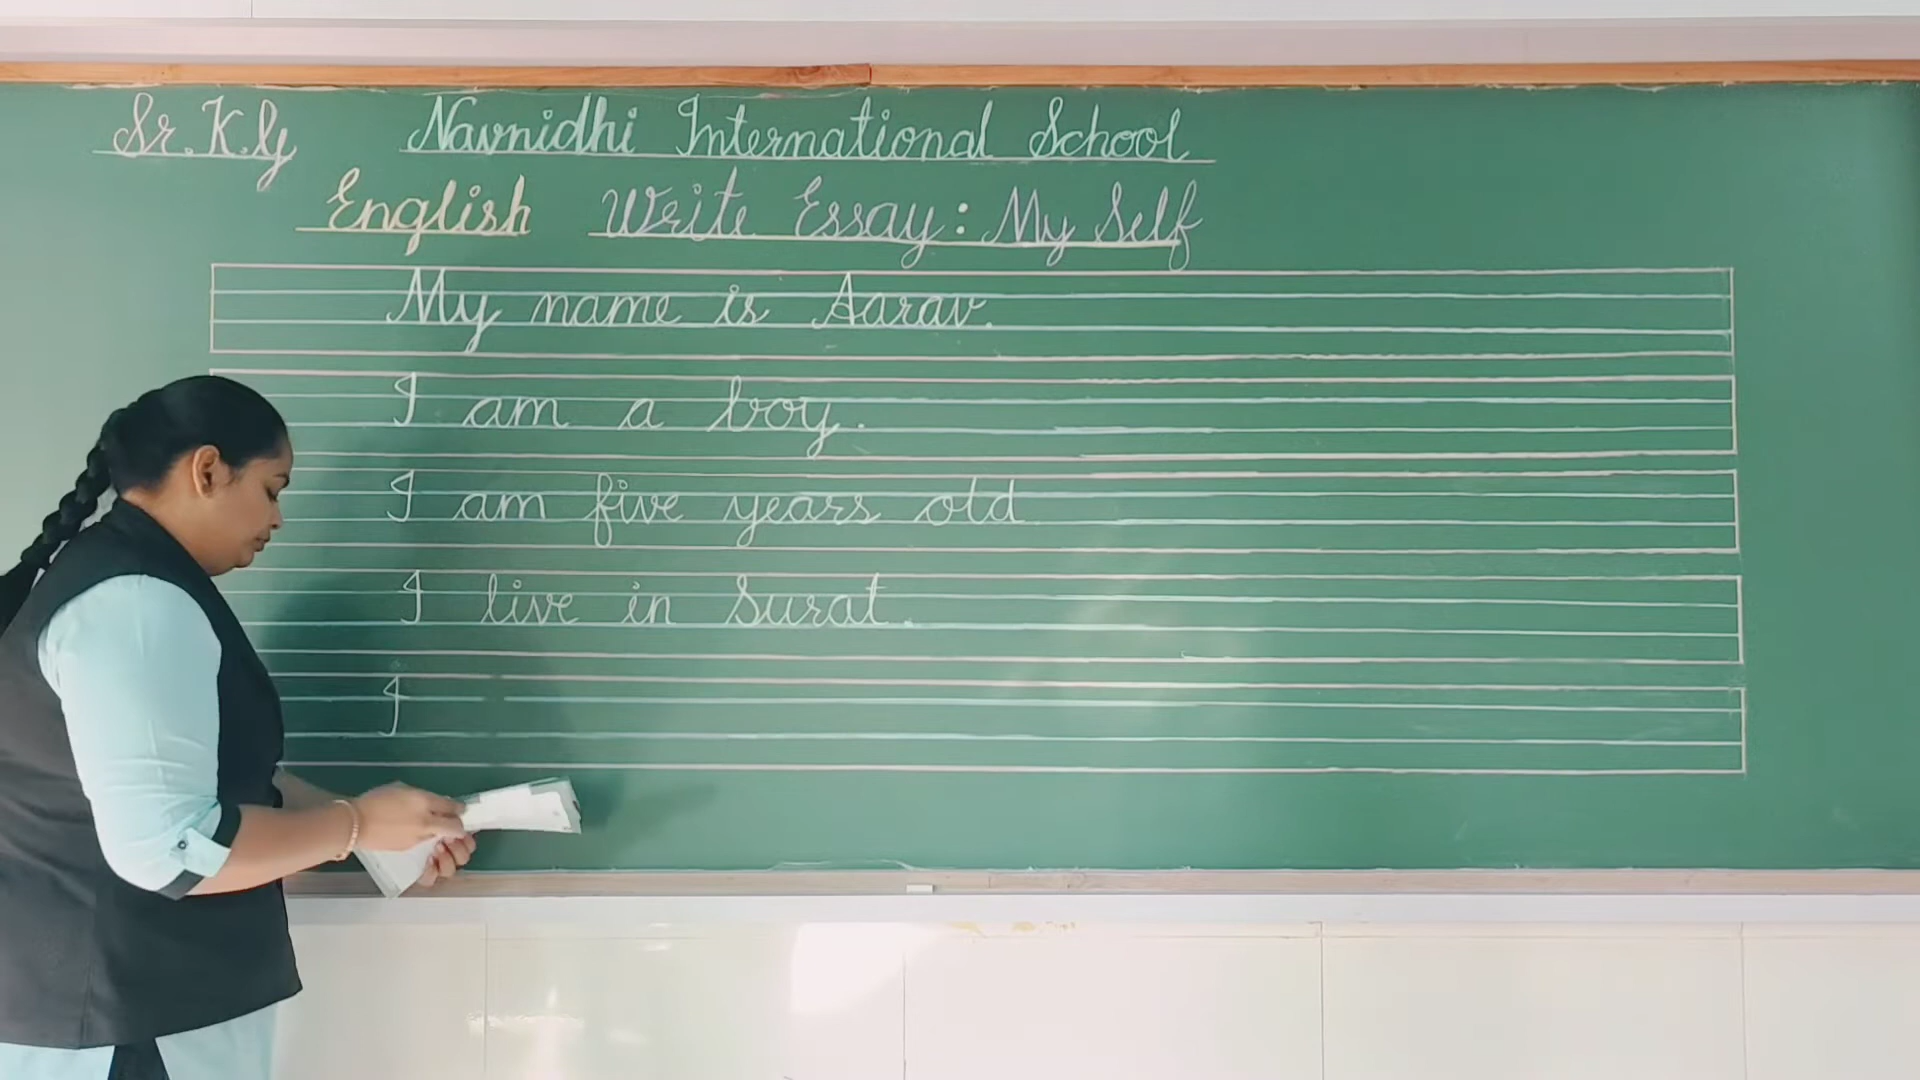 Sr. K.G Navnidhi International School
English Write Essay : My Self
My name is Aarav.
I am a boy.
I am five years old
I live in Surat.
I